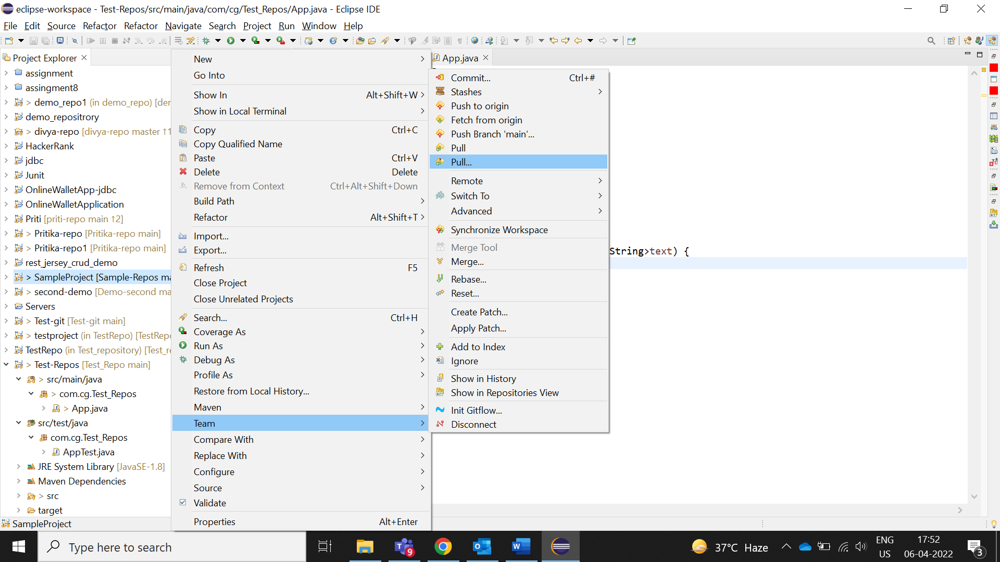 eclipse-workspace - Test-Repos/src/main/java/com/cg/Test_Repos/App.java - Eclipse IDE
File Edit Source Refactor Refactor Navigate Search Project Run Window Help
Project Explorer
assignment
assingment8
> demo_repo1 (in demo_repo) [der
demo_repositrory
> divya-repo [divya-repo master ↑1
HackerRank
jdbc
Junit
OnlineWalletApp-jdbc
OnlineWalletApplication
Priti [priti-repo main ↑2]
> Pritika-repo [Pritika-repo main]
> Pritika-repo1 [Pritika-repo main]
rest_jersey_crud_demo
> SampleProject [Sample-Repos ma
> second-demo [Demo-second ma
Servers
> Test-git [Test-git main]
> testproject (in TestRepo) [TestRepo
TestRepo (in Test_repository) [Test_re
> Test-Repos [Test_Repo main]
> src/main/java
> com.cg.Test_Repos
> App.java
src/test/java
com.cg.Test_Repos
AppTest.java
JRE System Library [JavaSE-1.8]
Maven Dependencies
> src
target
SampleProject
New
Go Into
Show In Alt+Shift+W
Show in Local Terminal
Copy Ctrl+C
Copy Qualified Name
Paste Ctrl+V
Delete Delete
Remove from Context Ctrl+Alt+Shift+Down
Build Path
Refactor Alt+Shift+T
Import...
Export...
Refresh F5
Close Project
Close Unrelated Projects
Search... Ctrl+H
Coverage As
Run As
Debug As
Profile As
Restore from Local History...
Maven
Team
Compare With
Replace With
Configure
Source
Validate
Properties Alt+Enter
App.java
Commit... Ctrl+#
Stashes
Push to origin
Fetch from origin
Push Branch 'main'...
Pull
Pull...
Remote
Switch To
Advanced
Synchronize Workspace
Merge Tool
Merge...
Rebase...
Reset...
Create Patch...
Apply Patch...
Add to Index
Ignore
Show in History
Show in Repositories View
Init Gitflow...
Disconnect
String>text) {
Type here to search
9
37°C Haze
ENG
US
17:52
06-04-2022
3